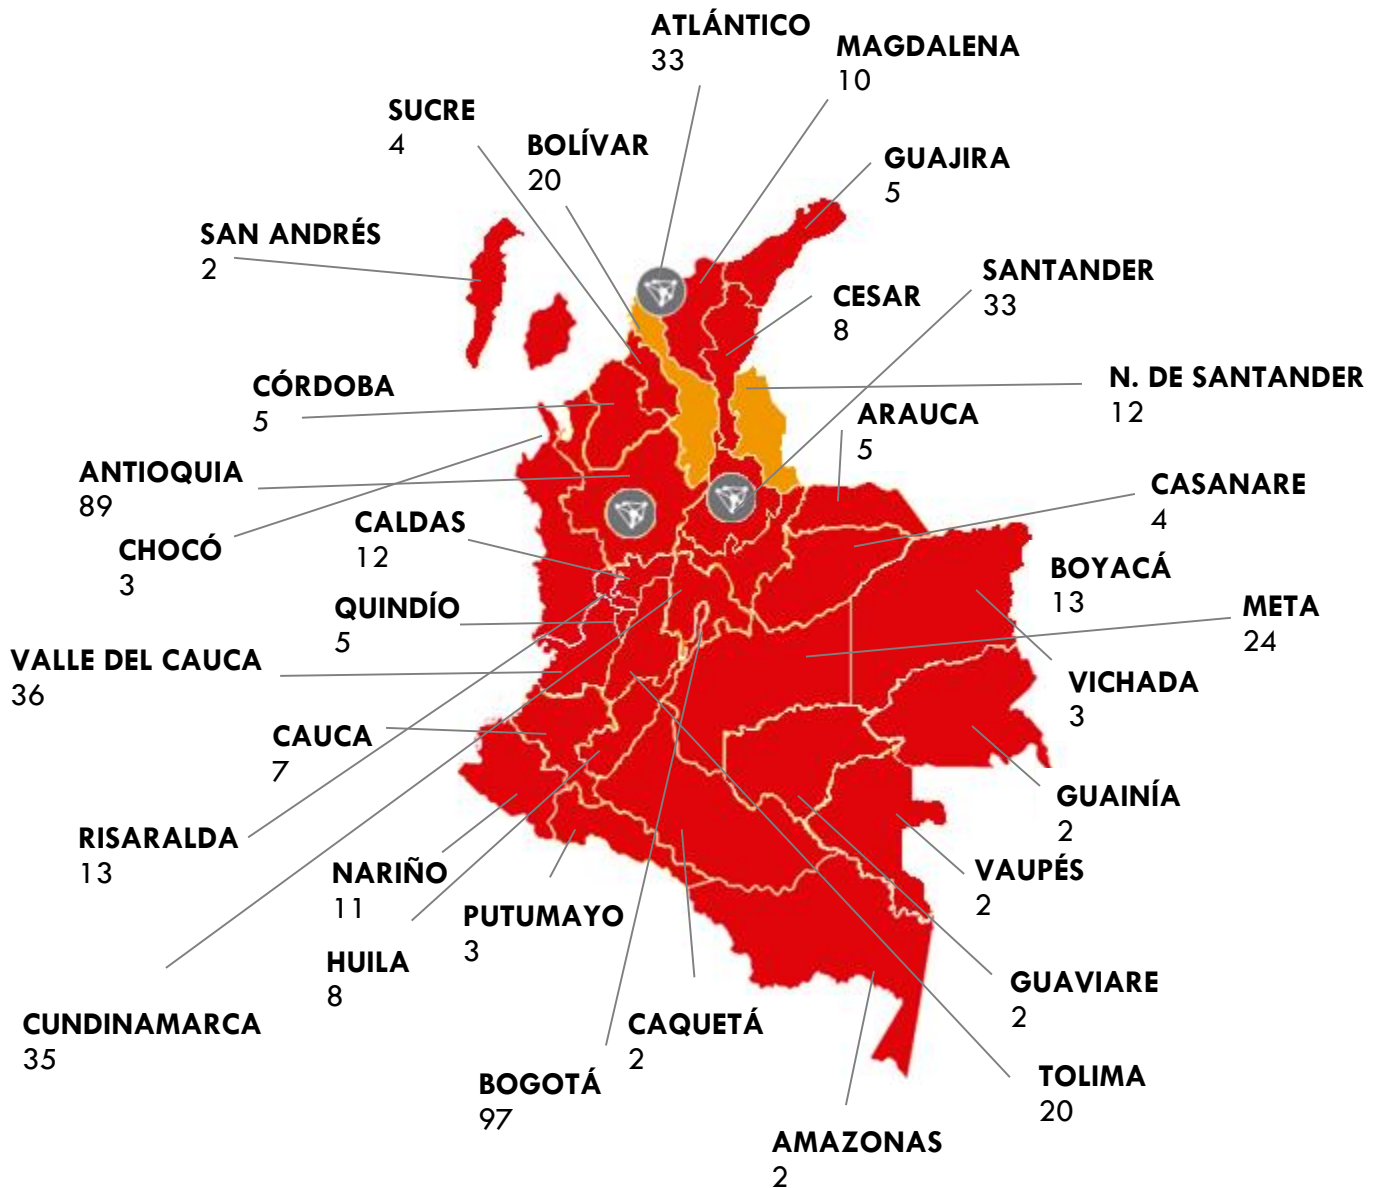 ATLÁNTICO
33
MAGDALENA
10
SUCRE
4
BOLÍVAR
20
GUAJIRA
5
SAN ANDRÉS
2
SANTANDER
33
CESAR
8
CÓRDOBA
5
N. DE SANTANDER
12
ARAUCA
5
ANTIOQUIA
89
CASANARE
4
CALDAS
12
CHOCÓ
3
BOYACÁ
13
QUINDÍO
5
META
24
VALLE DEL CAUCA
36
VICHADA
3
CAUCA
7
GUAINÍA
2
RISARALDA
13
NARIÑO
11
VAUPÉS
2
PUTUMAYO
3
HUILA
8
GUAVIARE
2
CUNDINAMARCA
35
CAQUETÁ
2
BOGOTÁ
97
TOLIMA
20
AMAZONAS
2